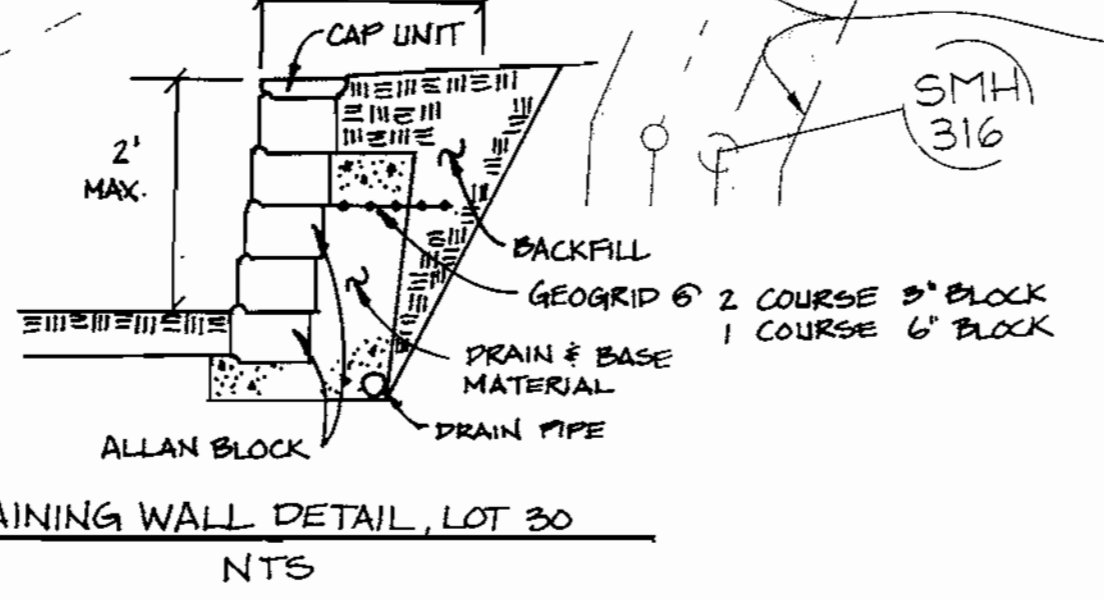 CAP UNIT
SMH
316
2'
MAX.
BACKFILL
GEOGRID @ 2 COURSE 3" BLOCK
1 COURSE 6" BLOCK
DRAIN & BASE
MATERIAL
DRAIN PIPE
ALLAN BLOCK
AINING WALL DETAIL, LOT 30
NTS